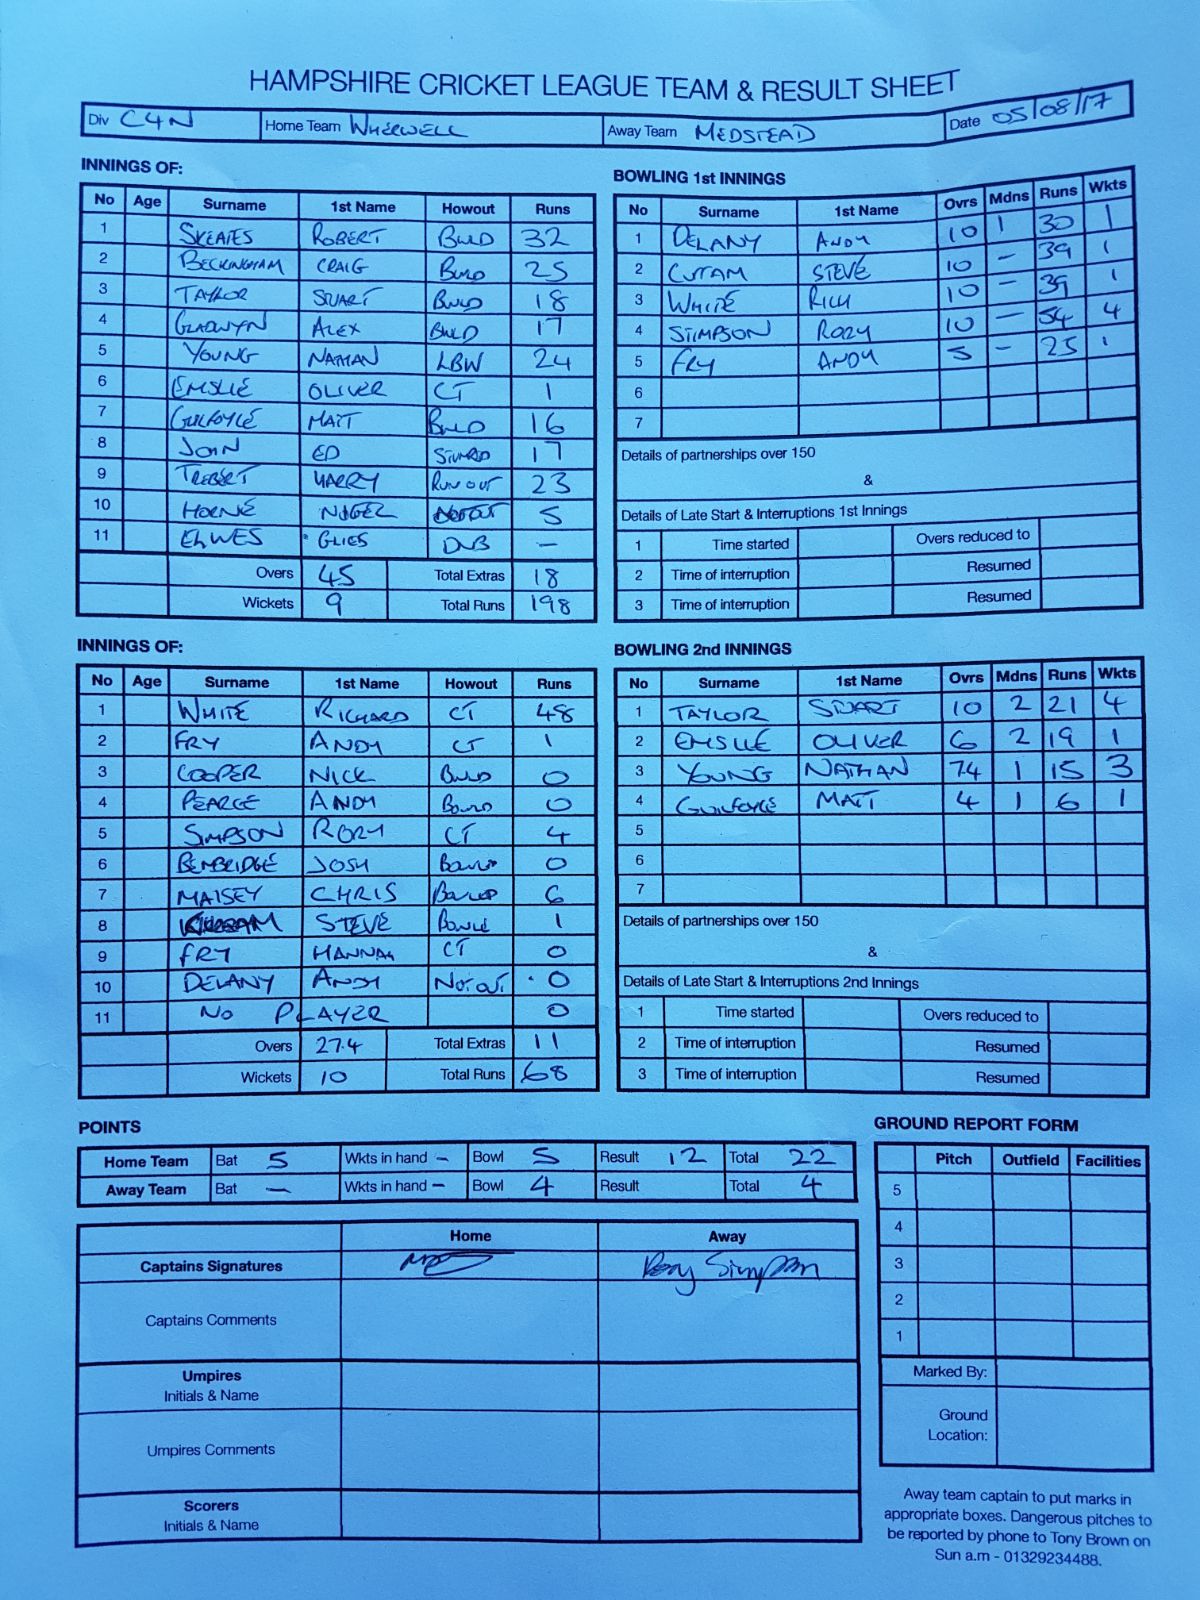 HAMPSHIRE CRICKET LEAGUE TEAM & RESULT SHEET
Div C4N Home Team WHERWELL Away Team MEDSTEAD Date 05/08/17
INNINGS OF:
No Age Surname 1st Name Howout Runs
1 SKEATES ROBERT BWLD 32
2 BECKINGHAM CRAIG BWLD 25
3 TAYLOR STUART BWLD 18
4 GLADWYN ALEX BWLD 17
5 YOUNG NATHAN LBW 24
6 EMSLIE OLIVER CT 1
7 GUILFOYLE MATT BWLD 16
8 JOHN ED STUMPD 17
9 TREBERT HARRY RUN OUT 23
10 HORNE NIGEL NOTOUT 5
11 ELWES GLIES DNB —
Overs 45 Total Extras 18
Wickets 9 Total Runs 198
BOWLING 1st INNINGS
No Surname 1st Name Ovrs Mdns Runs Wkts
1 DELANY ANDY 10 1 30 1
2 CUTAM STEVE 10 — 39 1
3 WHITE RICH 10 — 39 1
4 STIMPSON RORY 10 — 54 4
5 FRY ANDY 5 — 25 1
6
7
Details of partnerships over 150
&
Details of Late Start & Interruptions 1st Innings
1 Time started Overs reduced to
2 Time of interruption Resumed
3 Time of interruption Resumed
INNINGS OF:
No Age Surname 1st Name Howout Runs
1 WHITE RICHARD CT 48
2 FRY ANDY CT 1
3 COOPER NICK BWLD 0
4 PEARCE ANDY BOWLD 0
5 SIMPSON RORY CT 4
6 BEMBRIDGE JOSH BOWLED 0
7 MAISEY CHRIS BOWLED 6
8 STEVE BOWLE 1
9 FRY HANNAH CT 0
10 DELANY ANDY NOTOUT 0
11 NO PLAYER 0
Overs 27.4 Total Extras 11
Wickets 10 Total Runs 68
BOWLING 2nd INNINGS
No Surname 1st Name Ovrs Mdns Runs Wkts
1 TAYLOR STUART 10 2 21 4
2 EMSLIE OLIVER 6 2 19 1
3 YOUNG NATHAN 7.4 1 15 3
4 GUILFOYLE MATT 4 1 6 1
5
6
7
Details of partnerships over 150
&
Details of Late Start & Interruptions 2nd Innings
1 Time started Overs reduced to
2 Time of interruption Resumed
3 Time of interruption Resumed
POINTS
Home Team Bat 5 Wkts in hand — Bowl 5 Result 12 Total 22
Away Team Bat — Wkts in hand — Bowl 4 Result Total 4
Home Away
Captains Signatures Rory Simpson
Captains Comments
Umpires
Initials & Name
Umpires Comments
Scorers
Initials & Name
GROUND REPORT FORM
Pitch Outfield Facilities
5
4
3
2
1
Marked By:
Ground
Location:
Away team captain to put marks in
appropriate boxes. Dangerous pitches to
be reported by phone to Tony Brown on
Sun a.m - 01329234488.